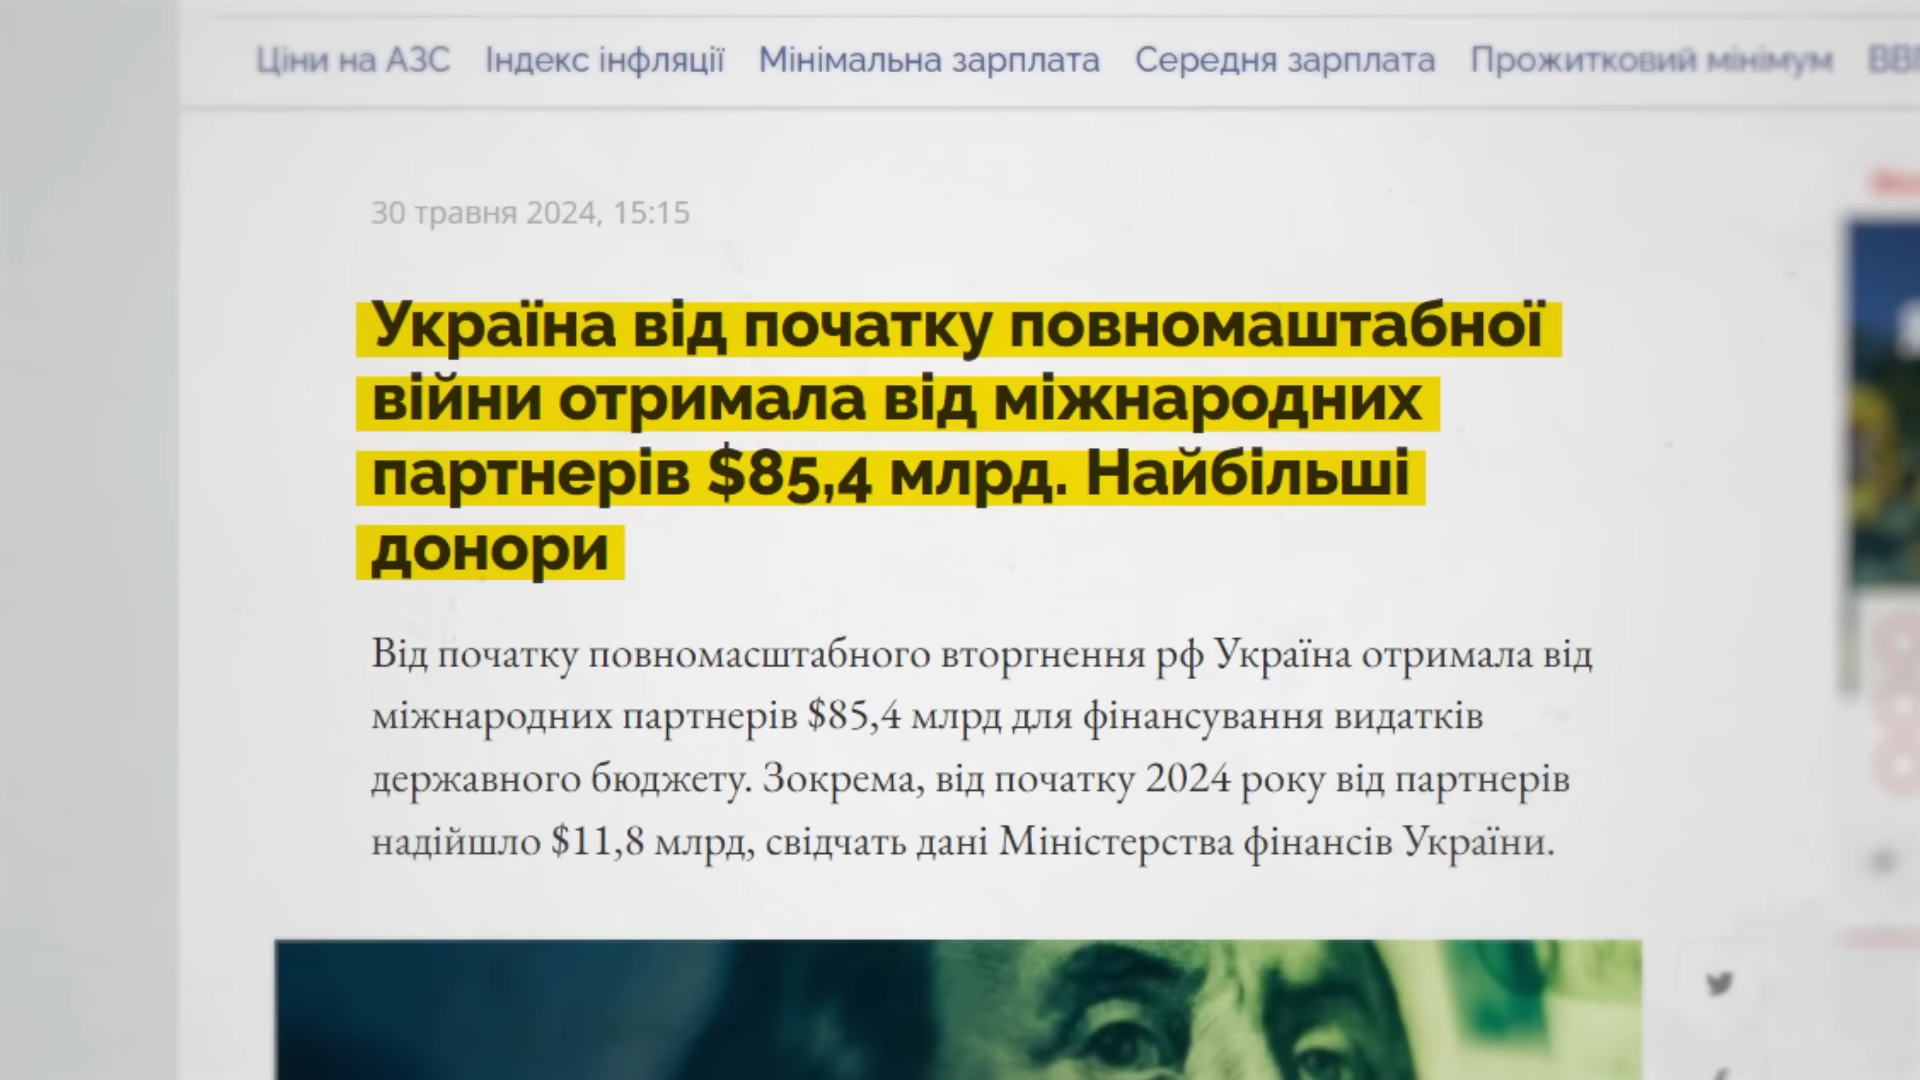 Ціни на АЗС Індекс інфляції Мінімальна зарплата Середня зарплата Прожитковий мінімум
30 травня 2024, 15:15
Україна від початку повномаштабної
війни отримала від міжнародних
партнерів $85,4 млрд. Найбільші
донори
Від початку повномасштабного вторгнення рф Україна отримала від
міжнародних партнерів $85,4 млрд для фінансування видатків
державного бюджету. Зокрема, від початку 2024 року від партнерів
надійшло $11,8 млрд, свідчать дані Міністерства фінансів України.